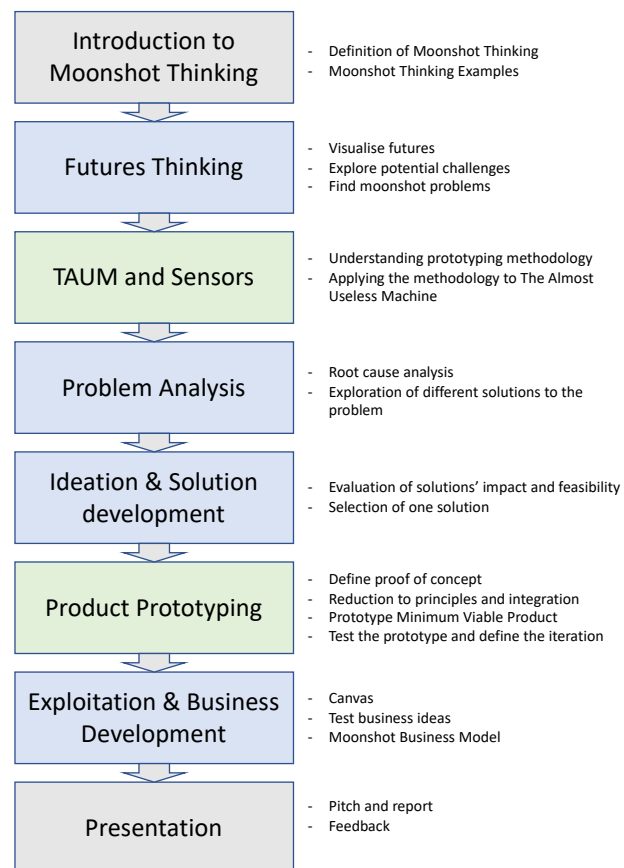 Introduction to
Moonshot Thinking
- Definition of Moonshot Thinking
- Moonshot Thinking Examples
Futures Thinking
- Visualise futures
- Explore potential challenges
- Find moonshot problems
TAUM and Sensors
- Understanding prototyping methodology
- Applying the methodology to The Almost
Useless Machine
Problem Analysis
- Root cause analysis
- Exploration of different solutions to the
problem
Ideation & Solution
development
- Evaluation of solutions' impact and feasibility
- Selection of one solution
Product Prototyping
- Define proof of concept
- Reduction to principles and integration
- Prototype Minimum Viable Product
- Test the prototype and define the iteration
Exploitation & Business
Development
- Canvas
- Test business ideas
- Moonshot Business Model
Presentation
- Pitch and report
- Feedback